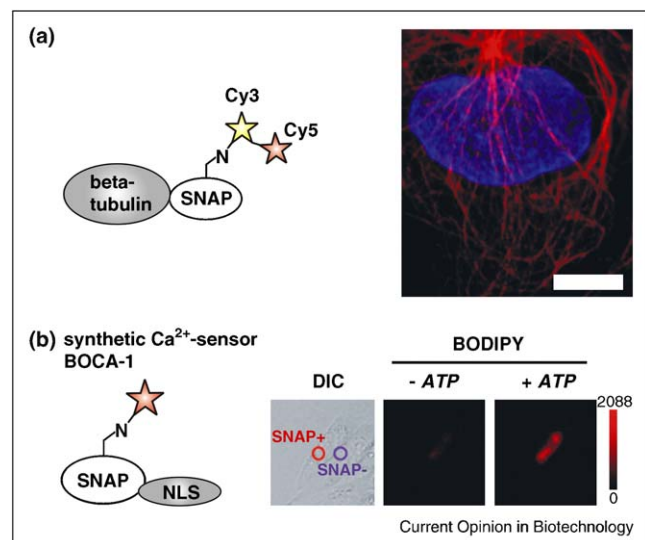 (a)
Cy3
Cy5
N
beta-
tubulin
SNAP
(b) synthetic Ca²⁺-sensor
BOCA-1
N
SNAP
NLS
BODIPY
DIC
- ATP
+ ATP
SNAP+
SNAP-
2088
0
Current Opinion in Biotechnology